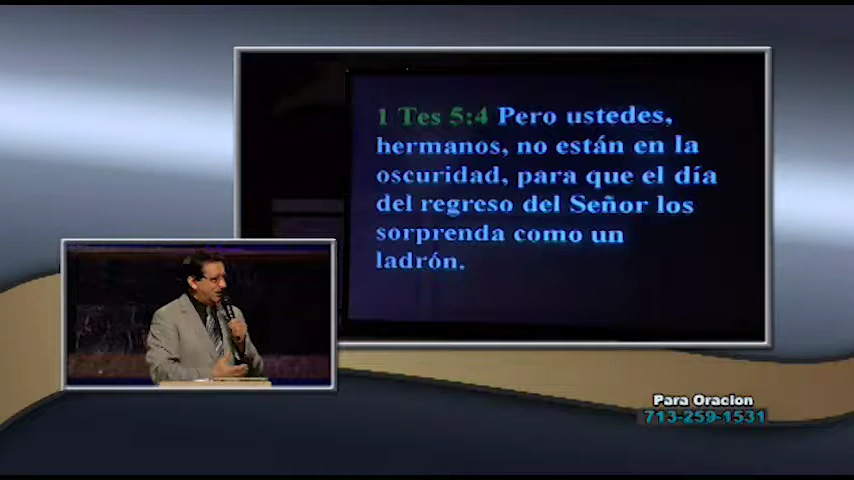 1 Tes 5:4 Pero ustedes,
hermanos, no están en la
oscuridad, para que el día
del regreso del Señor los
sorprenda como un
ladrón.
Para Oracion
713-259-1531